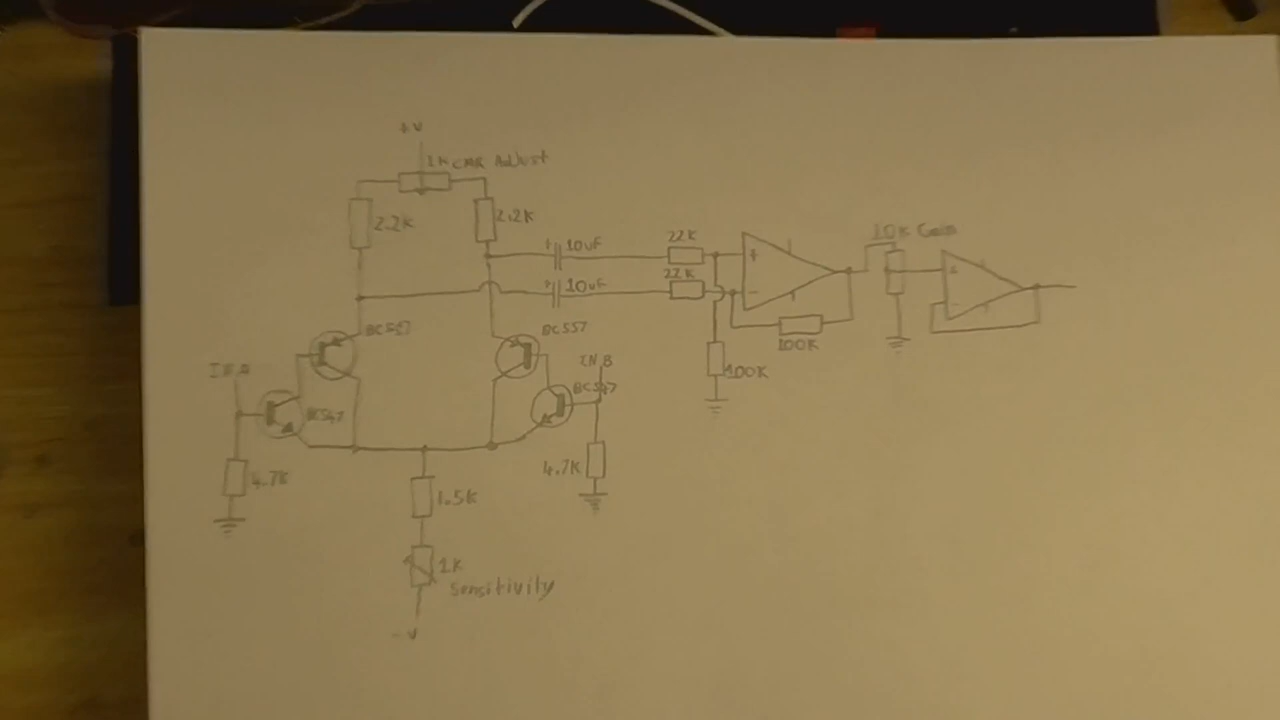 +V
1K CMR Adjust
2.2K
2.2K
+ 10uF
22K
10K Gain
+
+ 10uF
22K
-
BC557
BC557
100K
IN A
IN B
100K
BC547
BC547
4.7K
4.7K
1.5K
1K
Sensitivity
-V